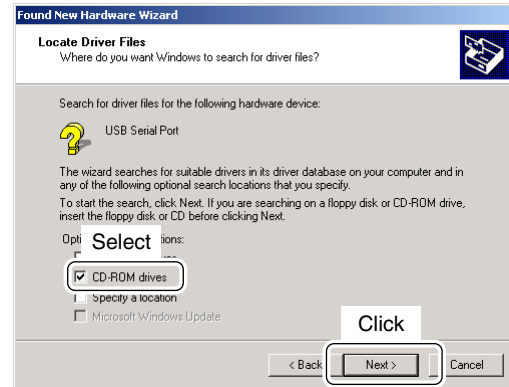 Found New Hardware Wizard
Locate Driver Files
Where do you want Windows to search for driver files?
Search for driver files for the following hardware device:
USB Serial Port
The wizard searches for suitable drivers in its driver database on your computer and in
any of the following optional search locations that you specify.
To start the search, click Next. If you are searching on a floppy disk or CD-ROM drive,
insert the floppy disk or CD before clicking Next.
Select
CD-ROM drives
Specify a location
Microsoft Windows Update
Click
< Back Next > Cancel